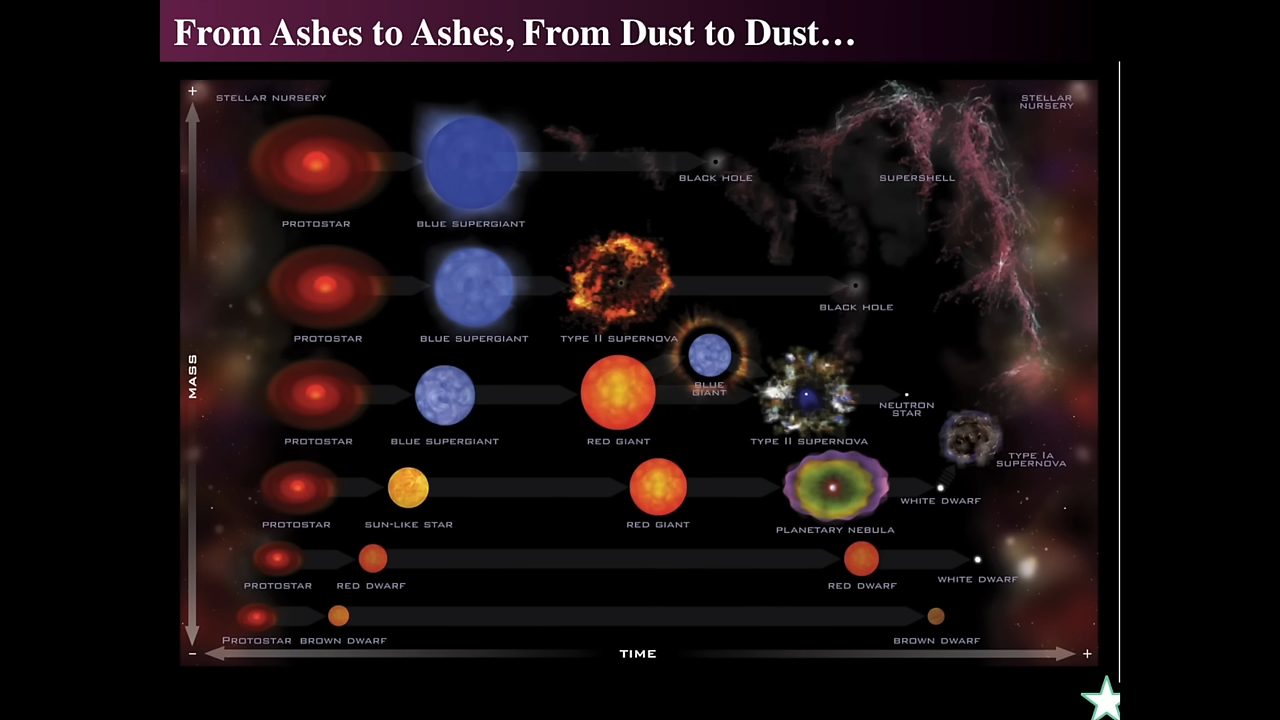 From Ashes to Ashes, From Dust to Dust…
+
STELLAR NURSERY
STELLAR
NURSERY
BLACK HOLE
SUPERSHELL
PROTOSTAR
BLUE SUPERGIANT
BLACK HOLE
PROTOSTAR
BLUE SUPERGIANT
TYPE II SUPERNOVA
MASS
BLUE
GIANT
NEUTRON
STAR
PROTOSTAR
BLUE SUPERGIANT
RED GIANT
TYPE II SUPERNOVA
TYPE Ia
SUPERNOVA
WHITE DWARF
PROTOSTAR
SUN-LIKE STAR
RED GIANT
PLANETARY NEBULA
PROTOSTAR
RED DWARF
RED DWARF
WHITE DWARF
PROTOSTAR
BROWN DWARF
BROWN DWARF
−
TIME
+